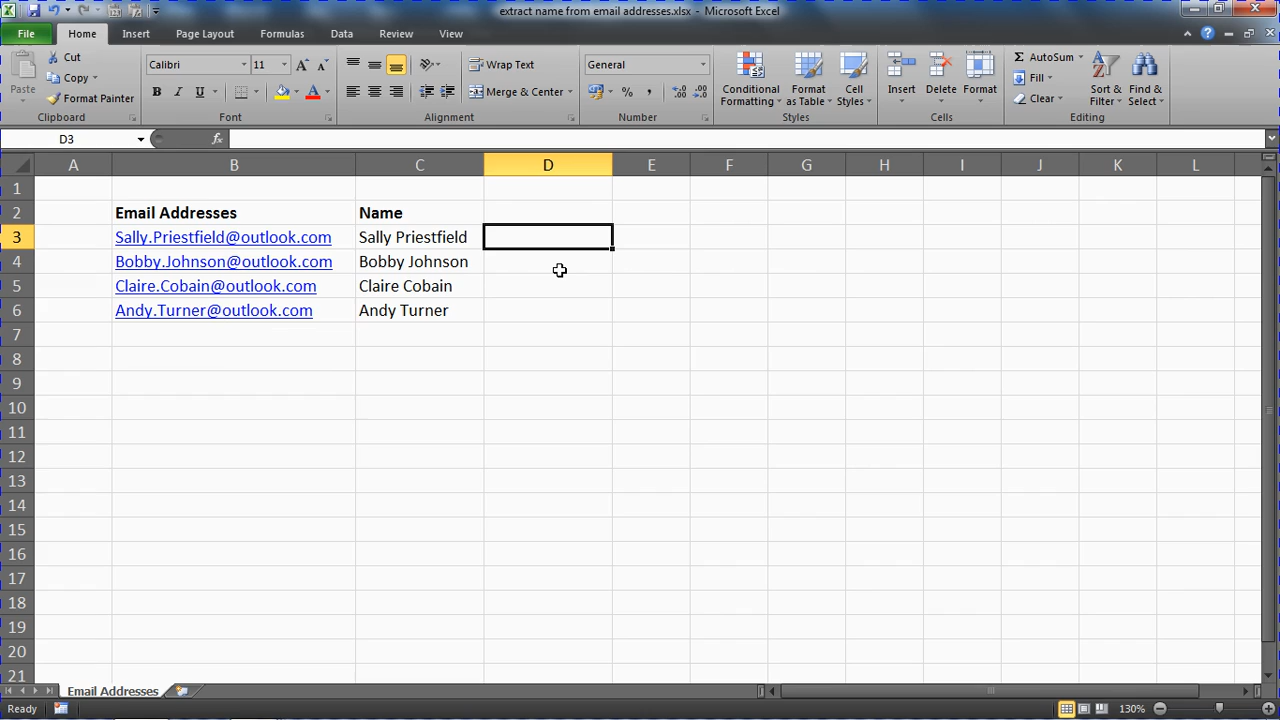 extract name from email addresses.xlsx - Microsoft Excel
File Home Insert Page Layout Formulas Data Review View
Paste
Cut
Copy
Format Painter
Clipboard
Calibri 11
B I U A
Font
Wrap Text
Merge & Center
Alignment
General
%
Number
Conditional Formatting
Format as Table
Cell Styles
Styles
Insert Delete Format
Cells
AutoSum
Fill
Clear
Sort & Filter
Find & Select
Editing
D3 fx
A B C D E F G H I J K L
1
2 Email Addresses Name
3 Sally.Priestfield@outlook.com Sally Priestfield
4 Bobby.Johnson@outlook.com Bobby Johnson
5 Claire.Cobain@outlook.com Claire Cobain
6 Andy.Turner@outlook.com Andy Turner
7
8
9
10
11
12
13
14
15
16
17
18
19
20
21
Email Addresses
Ready 130%